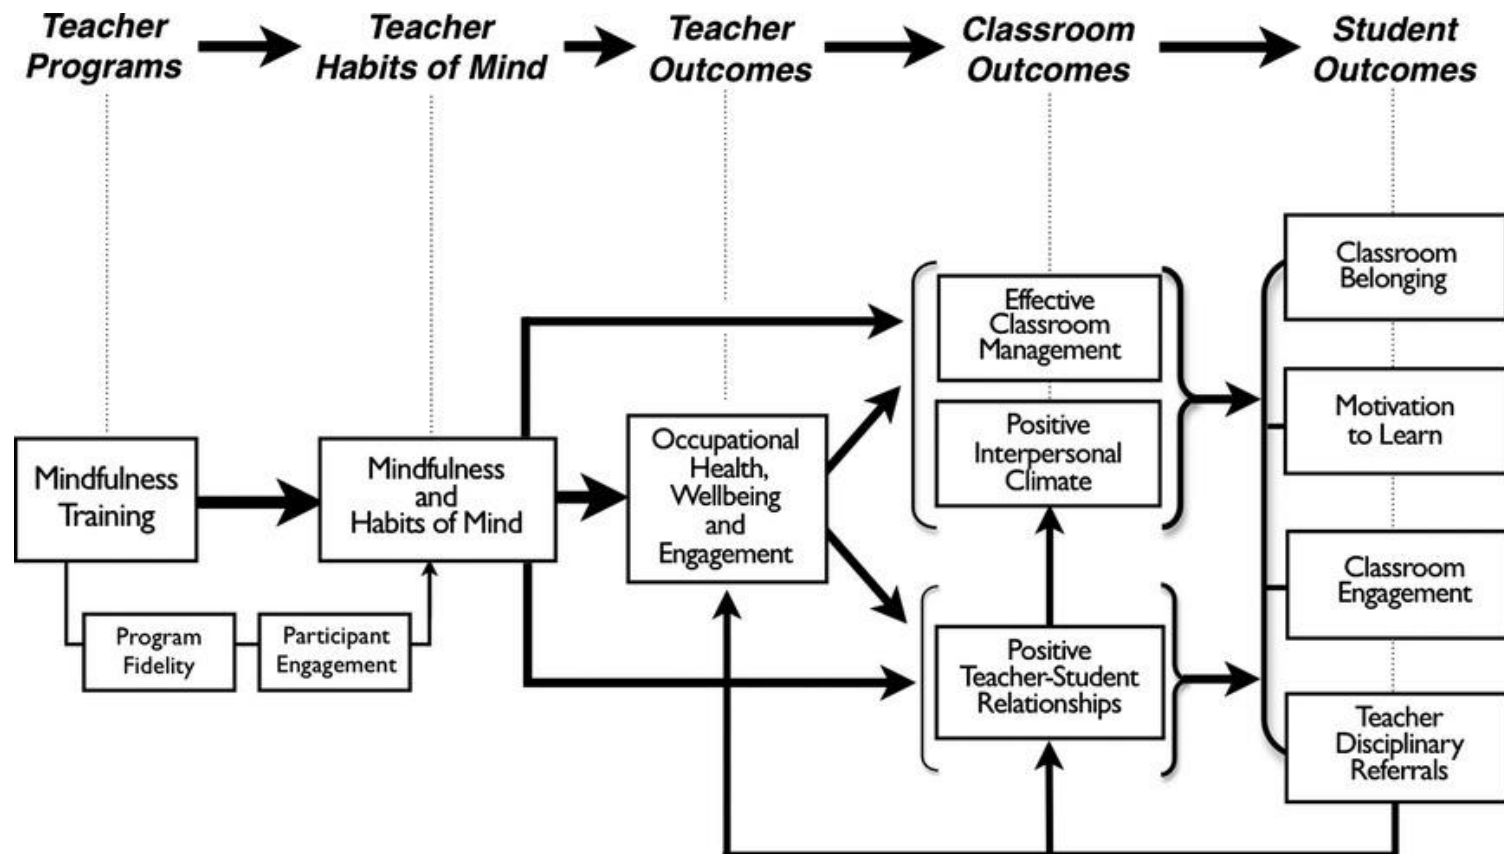 Teacher
Programs
Teacher
Habits of Mind
Teacher
Outcomes
Classroom
Outcomes
Student
Outcomes
Mindfulness
Training
Program
Fidelity
Participant
Engagement
Mindfulness
and
Habits of Mind
Occupational
Health,
Wellbeing
and
Engagement
Effective
Classroom
Management
Positive
Interpersonal
Climate
Positive
Teacher-Student
Relationships
Classroom
Belonging
Motivation
to Learn
Classroom
Engagement
Teacher
Disciplinary
Referrals